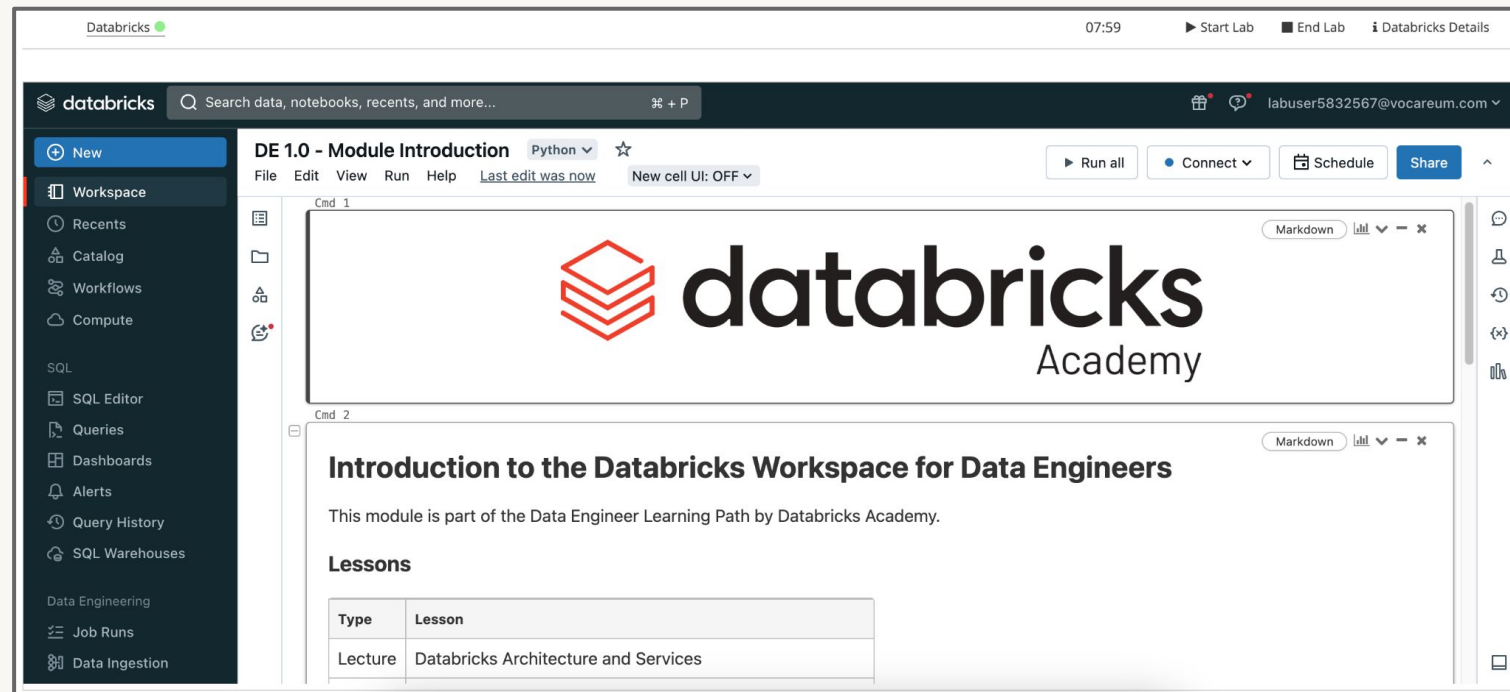 Databricks 07:59 Start Lab End Lab Databricks Details
databricks Search data, notebooks, recents, and more... ⌘ + P labuser5832567@vocareum.com
New
Workspace
Recents
Catalog
Workflows
Compute
SQL
SQL Editor
Queries
Dashboards
Alerts
Query History
SQL Warehouses
Data Engineering
Job Runs
Data Ingestion
DE 1.0 - Module Introduction Python
Run all Connect Schedule Share
File Edit View Run Help Last edit was now New cell UI: OFF
Cmd 1
Markdown
databricks
Academy
Cmd 2
Markdown
Introduction to the Databricks Workspace for Data Engineers
This module is part of the Data Engineer Learning Path by Databricks Academy.
Lessons
Type Lesson
Lecture Databricks Architecture and Services